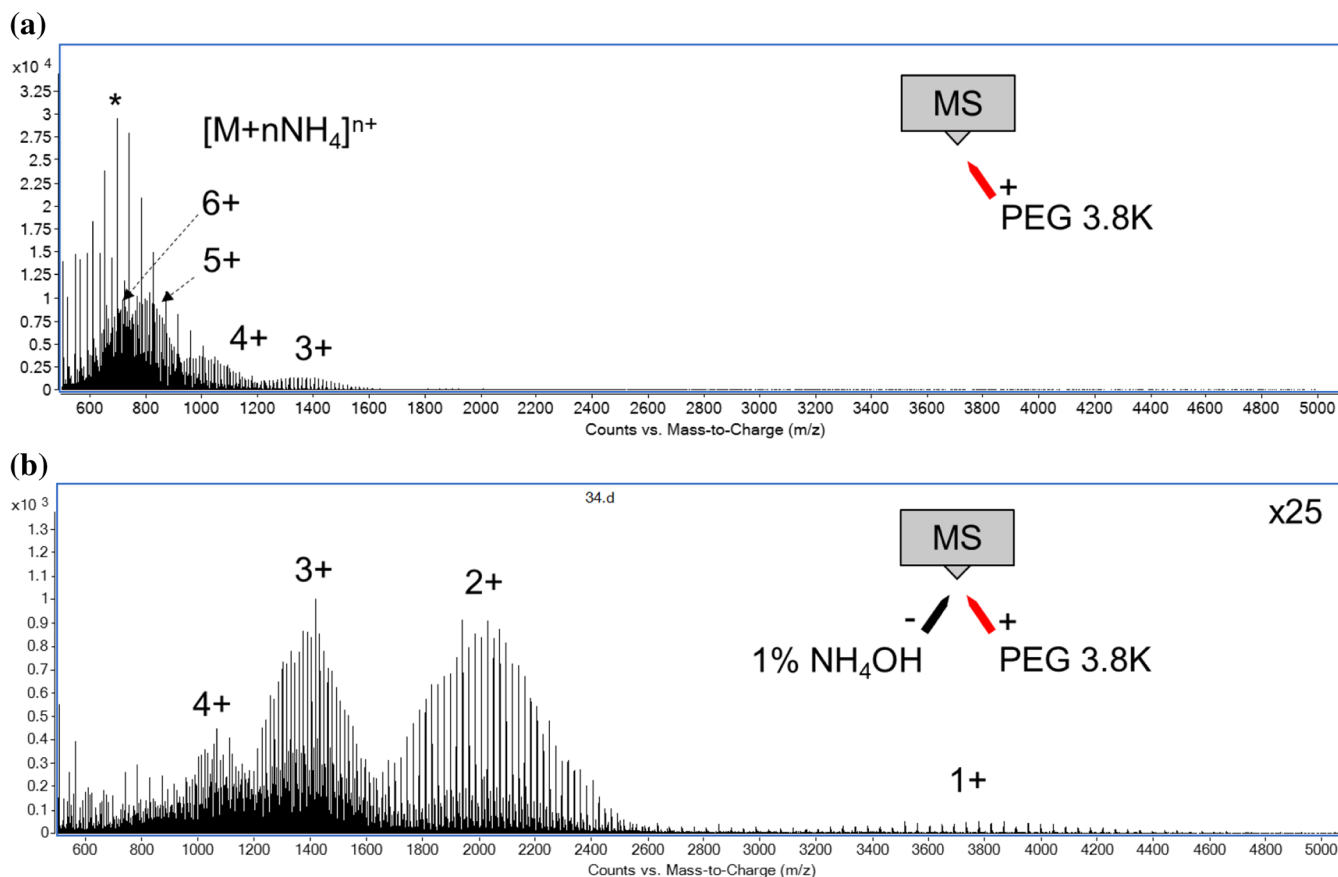 (a)
x10 4
3.25
3
2.75
2.5
2.25
2
1.75
1.5
1.25
1
0.75
0.5
0.25
0
*
[M+nNH4]n+
6+
5+
4+
3+
MS
+
PEG 3.8K
600 800 1000 1200 1400 1600 1800 2000 2200 2400 2600 2800 3000 3200 3400 3600 3800 4000 4200 4400 4600 4800 5000
Counts vs. Mass-to-Charge (m/z)
(b)
34.d
x25
x10 3
1.3
1.2
1.1
1
0.9
0.8
0.7
0.6
0.5
0.4
0.3
0.2
0.1
0
4+
3+
2+
1+
MS
- +
1% NH4OH PEG 3.8K
600 800 1000 1200 1400 1600 1800 2000 2200 2400 2600 2800 3000 3200 3400 3600 3800 4000 4200 4400 4600 4800 5000
Counts vs. Mass-to-Charge (m/z)